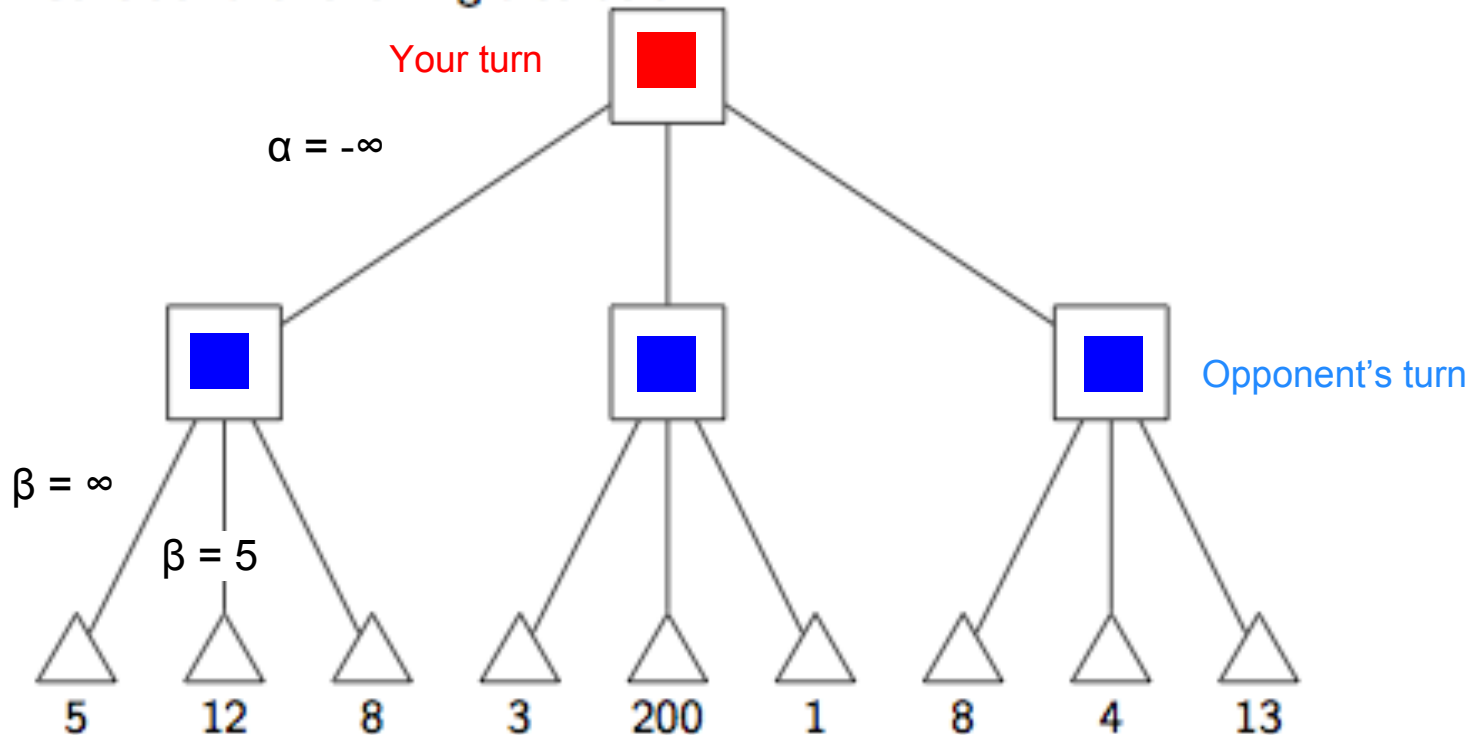 Your turn
α = -∞
Opponent's turn
β = ∞
β = 5
5 12 8 3 200 1 8 4 13